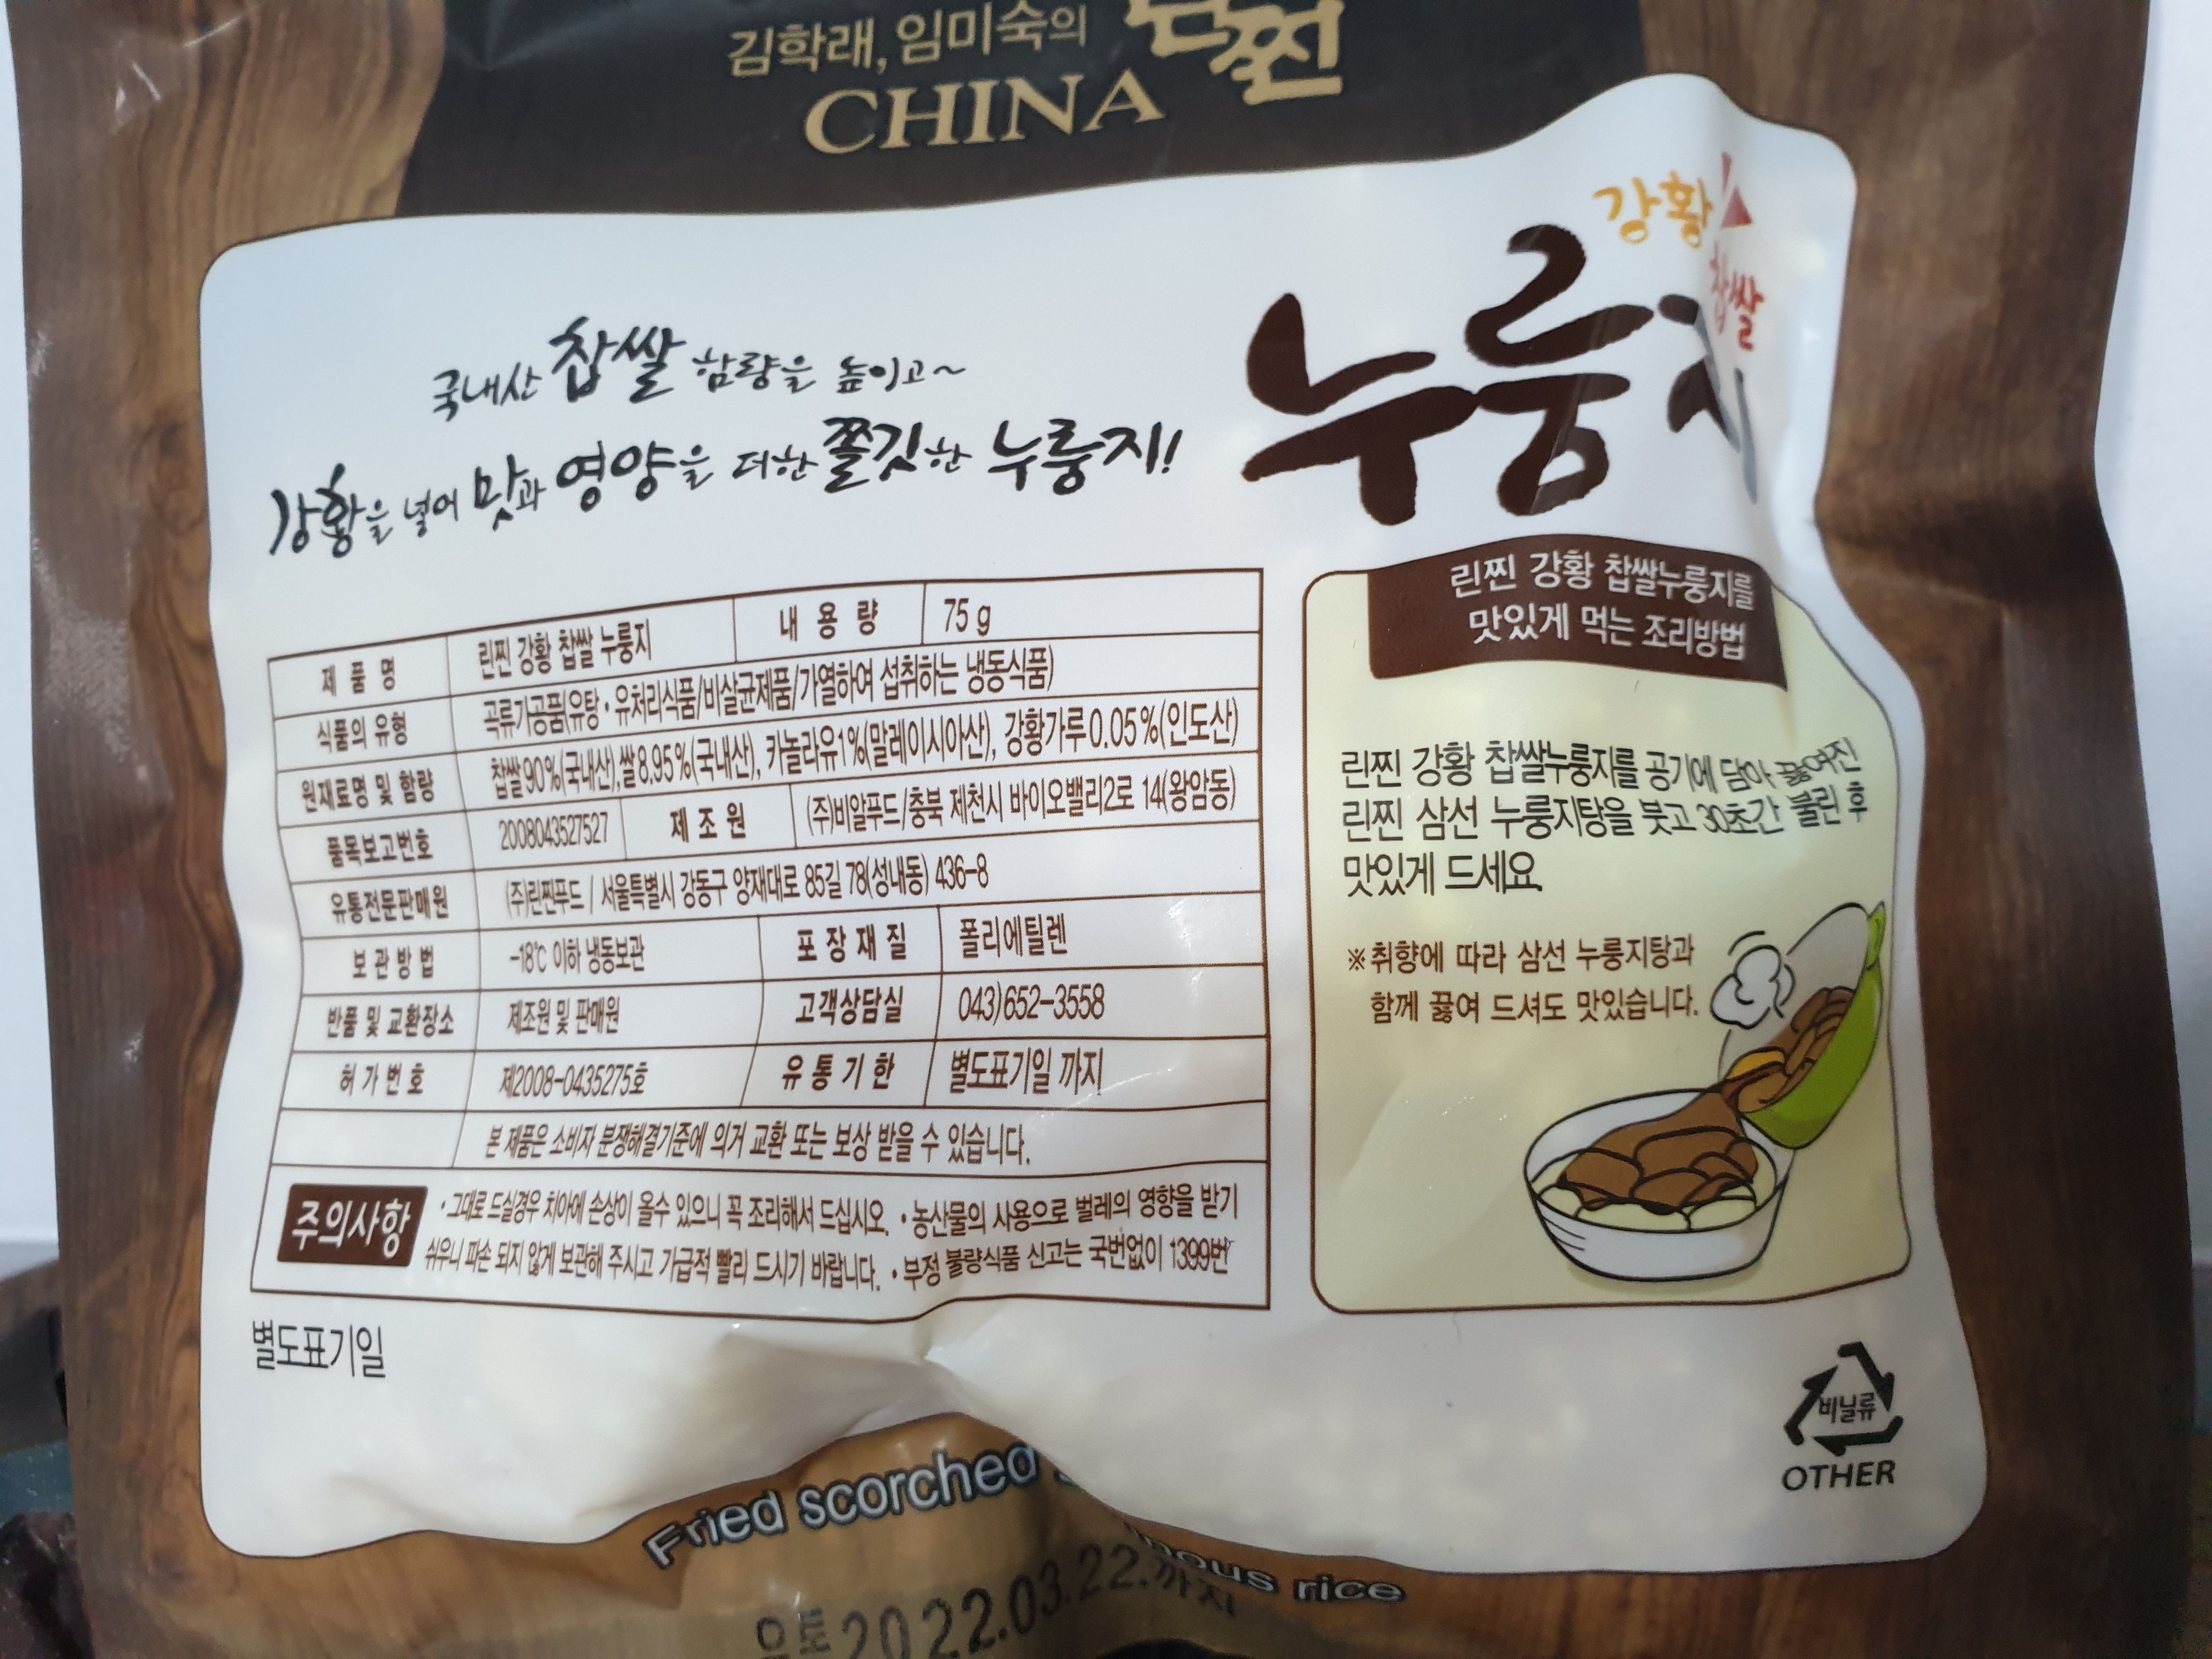 김학래, 임미숙의 린찐
CHINA
강황
찹쌀
누룽지
국내산 찹쌀 함량을 높이고~
강황을 넣어 맛과 영양을 더한 쫄깃한 누룽지!
제 품 명 린찐 강황 찹쌀 누룽지 내 용 량 75 g
식품의 유형 곡류가공품(유탕·유처리식품/비살균제품/가열하여 섭취하는 냉동식품)
원재료명 및 함량 찹쌀90%(국내산),쌀8.95%(국내산), 카놀라유1%(말레이시아산), 강황가루0.05%(인도산)
품목보고번호 2008043527527 제 조 원 (주)비알푸드/충북 제천시 바이오밸리2로 14(왕암동)
유통전문판매원 (주)린찐푸드 / 서울특별시 강동구 양재대로 85길 78(성내동) 436-8
보 관 방 법 -18℃ 이하 냉동보관 포 장 재 질 폴리에틸렌
반품 및 교환장소 제조원 및 판매원 고객상담실 043)652-3558
허 가 번 호 제2008-0435275호 유 통 기 한 별도표기일 까지
본 제품은 소비자 분쟁해결기준에 의거 교환 또는 보상 받을 수 있습니다.
주의사항 ·그대로 드실경우 치아에 손상이 올수 있으니 꼭 조리해서 드십시오. ·농산물의 사용으로 벌레의 영향을 받기
쉬우니 파손 되지 않게 보관해 주시고 가급적 빨리 드시기 바랍니다. ·부정 불량식품 신고는 국번없이 1399번
별도표기일
린찐 강황 찹쌀누룽지를
맛있게 먹는 조리방법
린찐 강황 찹쌀누룽지를 공기에 담아 끓여진
린찐 삼선 누룽지탕을 붓고 30초간 불린 후
맛있게 드세요.
※취향에 따라 삼선 누룽지탕과
함께 끓여 드셔도 맛있습니다.
비닐류
OTHER
Fried scorched rice
유통2022.03.22.까지